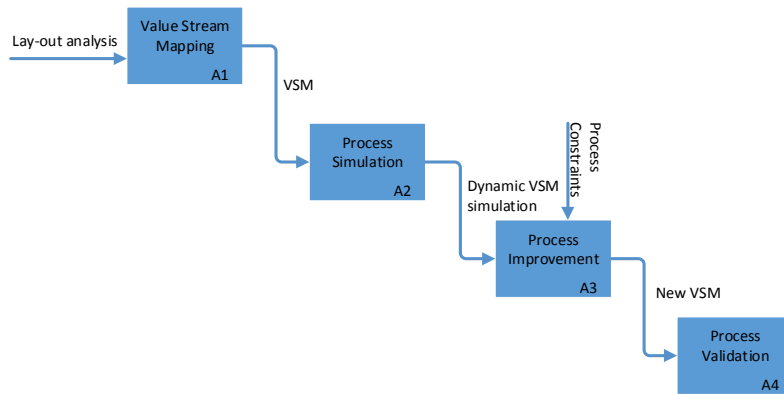 Value Stream
Mapping
A1
Lay-out analysis
VSM
Process
Simulation
A2
Process
Constraints
Dynamic VSM
simulation
Process
Improvement
A3
New VSM
Process
Validation
A4